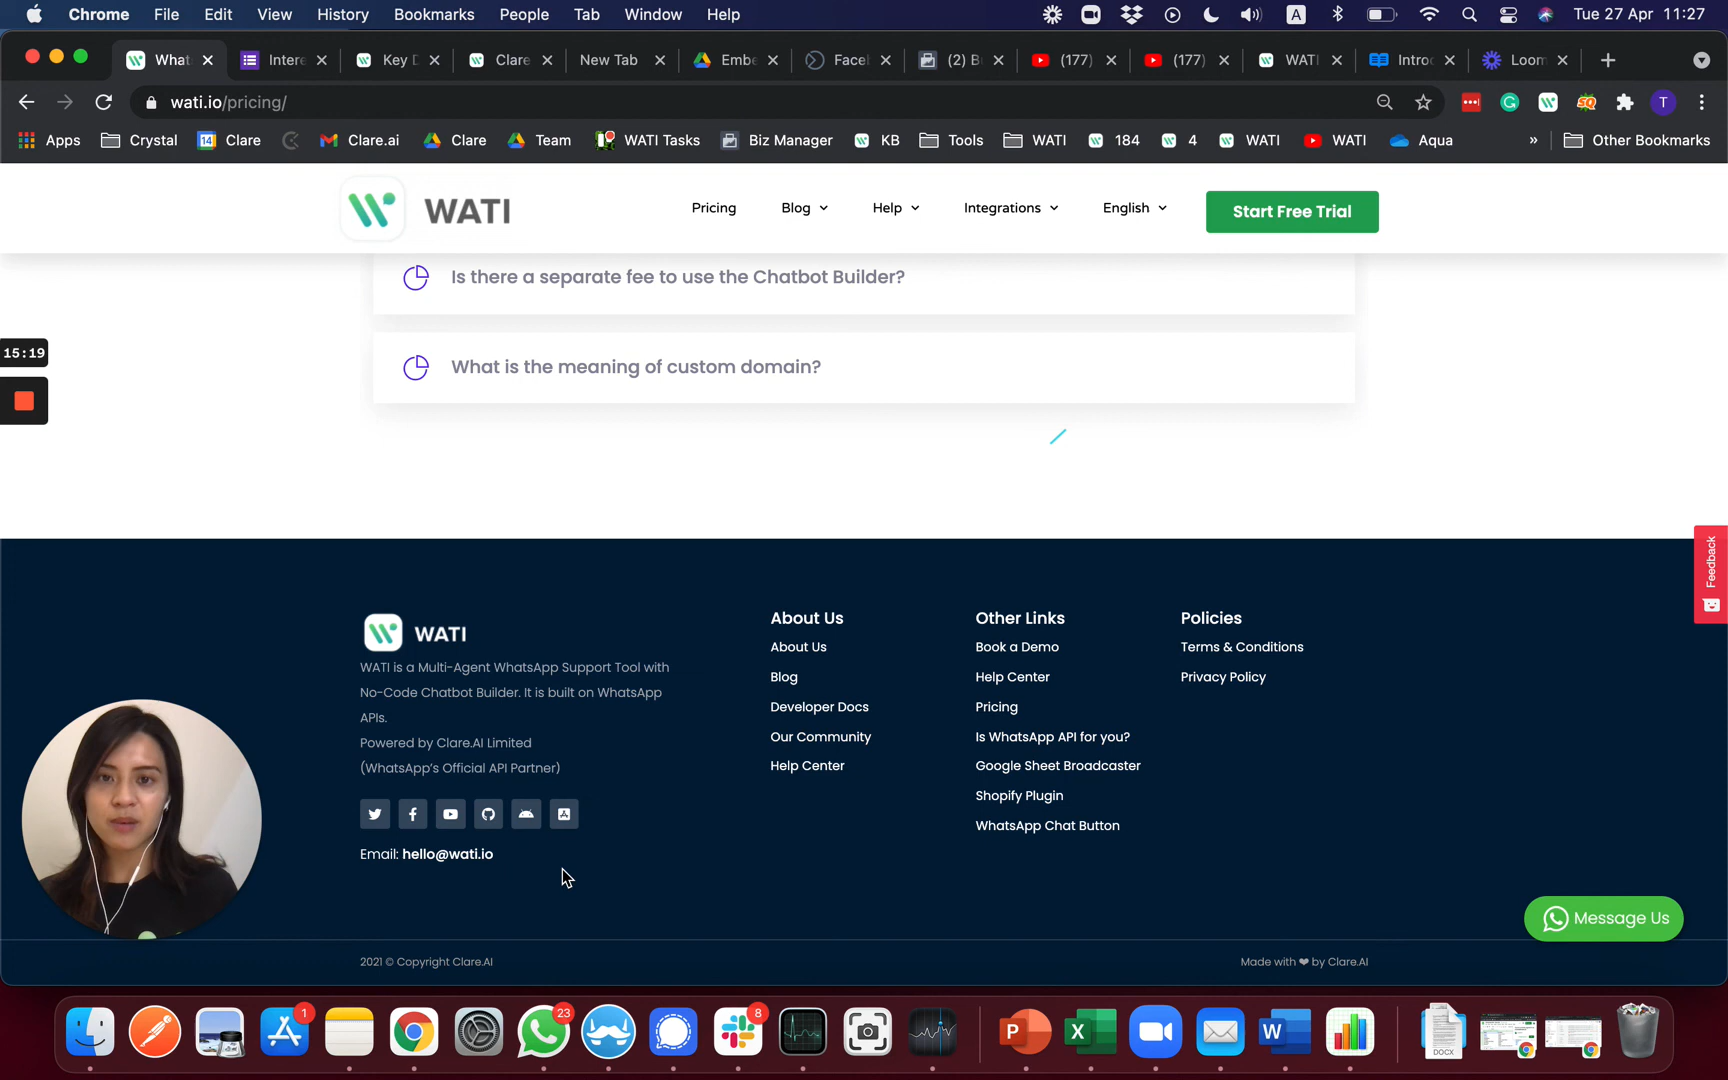 Chrome File Edit View History Bookmarks People Tab Window Help A Tue 27 Apr 11:27
What Intere Key D Clare New Tab Embe Facel (2) B (177) (177) WATI Introd Loom
wati.io/pricing/ T
Apps Crystal 14 Clare Clare.ai Clare Team WATI Tasks Biz Manager KB Tools WATI 184 4 WATI WATI Aqua » Other Bookmarks
WATI Pricing Blog Help Integrations English Start Free Trial
Is there a separate fee to use the Chatbot Builder?
15:19
What is the meaning of custom domain?
Feedback
WATI
WATI is a Multi-Agent WhatsApp Support Tool with
No-Code Chatbot Builder. It is built on WhatsApp
APIs.
Powered by Clare.AI Limited
(WhatsApp's Official API Partner)
Email: hello@wati.io
About Us
About Us
Blog
Developer Docs
Our Community
Help Center
Other Links
Book a Demo
Help Center
Pricing
Is WhatsApp API for you?
Google Sheet Broadcaster
Shopify Plugin
WhatsApp Chat Button
Policies
Terms & Conditions
Privacy Policy
Message Us
2021 © Copyright Clare.AI Made with ❤ by Clare.AI
1 23 8 P X W DOCX